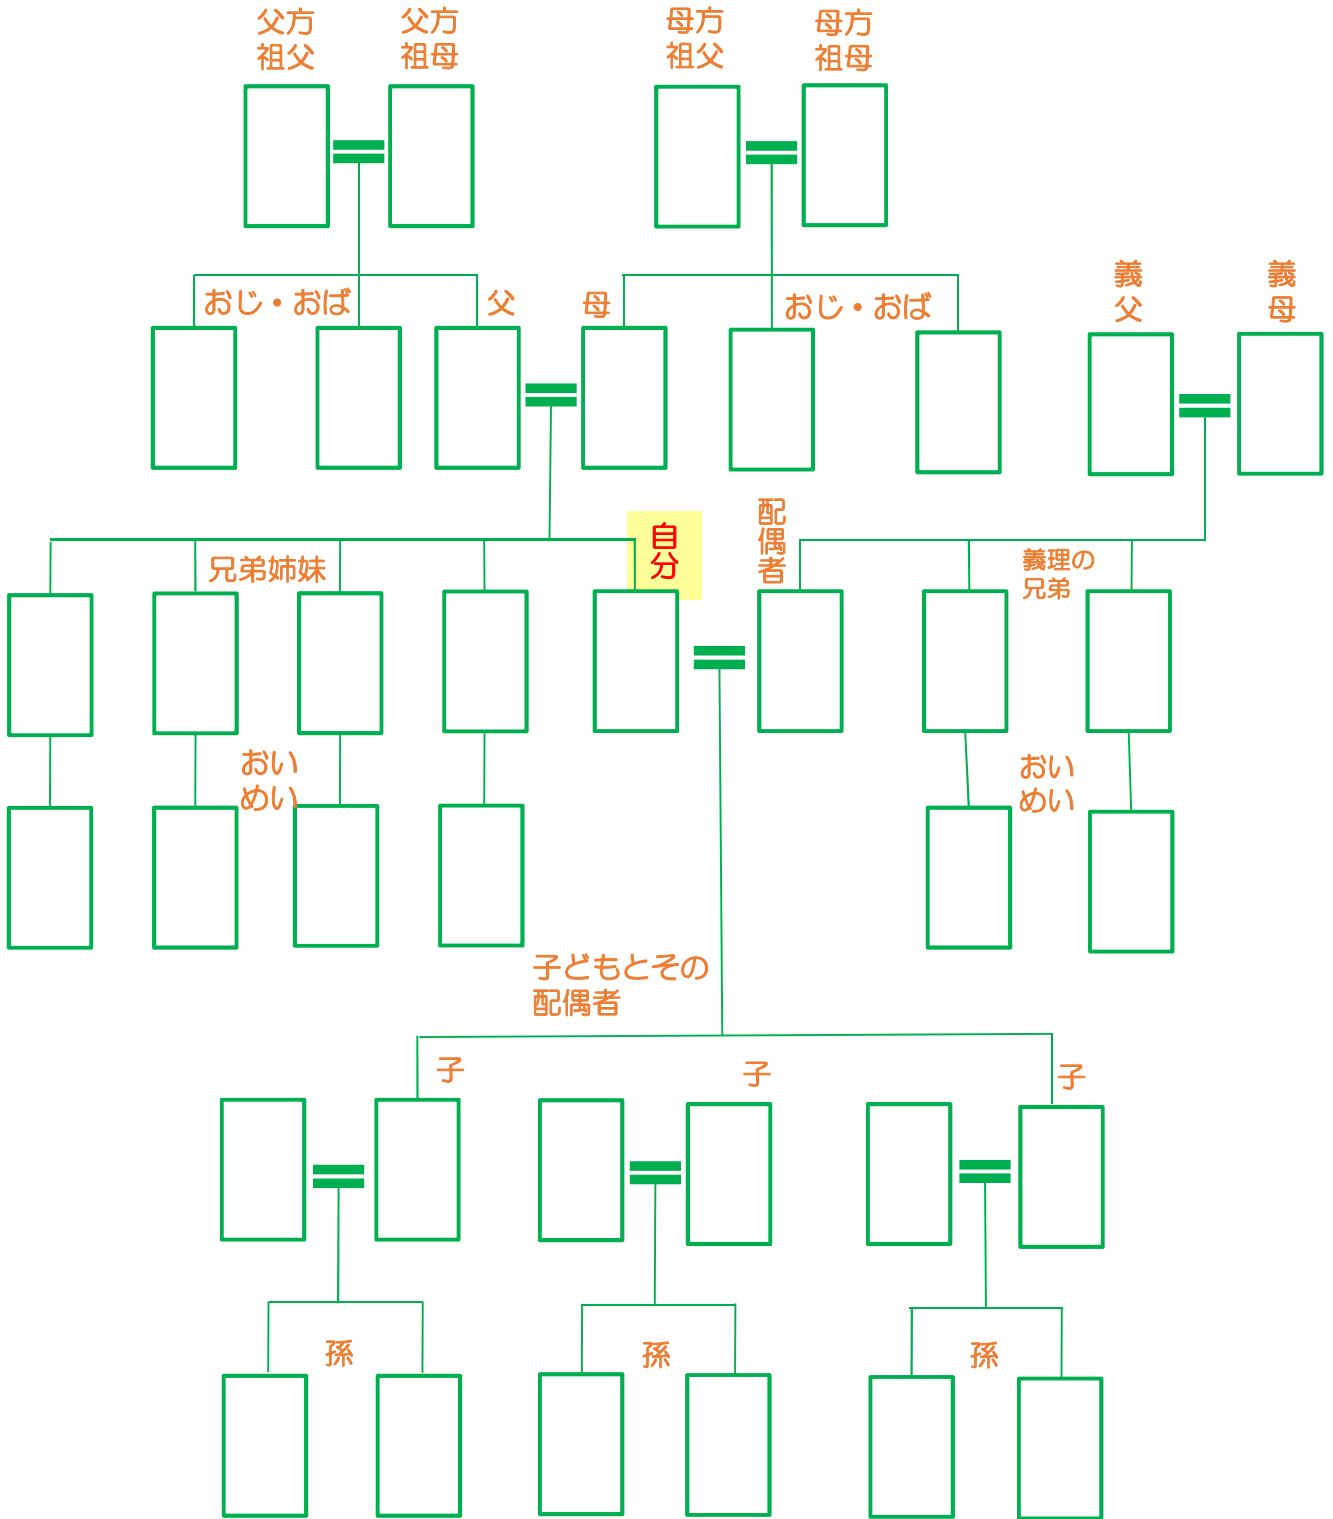 父方
祖父
父方
祖母
母方
祖父
母方
祖母
おじ・おば
父
母
おじ・おば
義
父
義
母
兄弟姉妹
自分
配偶者
義理の
兄弟
おい
めい
おい
めい
子どもとその
配偶者
子
子
子
孫
孫
孫